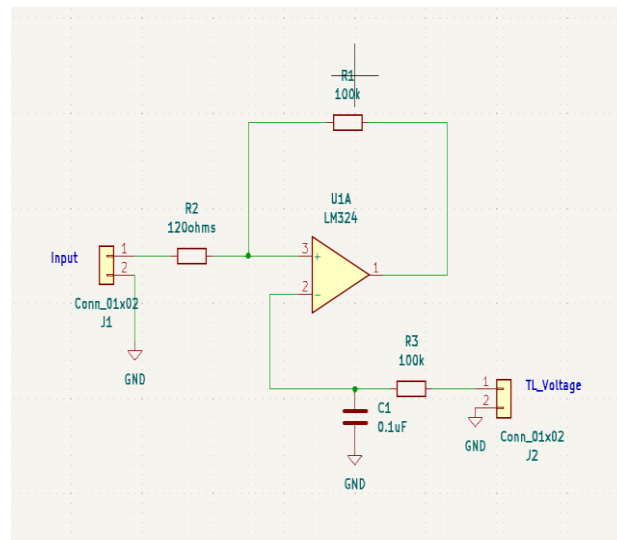 R1
100k
U1A
LM324
R2
120ohms
Input
1
2
3
+
1
2
−
Conn_01x02
J1
GND
R3
100k
1
2
TL_Voltage
C1
0.1uF
GND
Conn_01x02
J2
GND